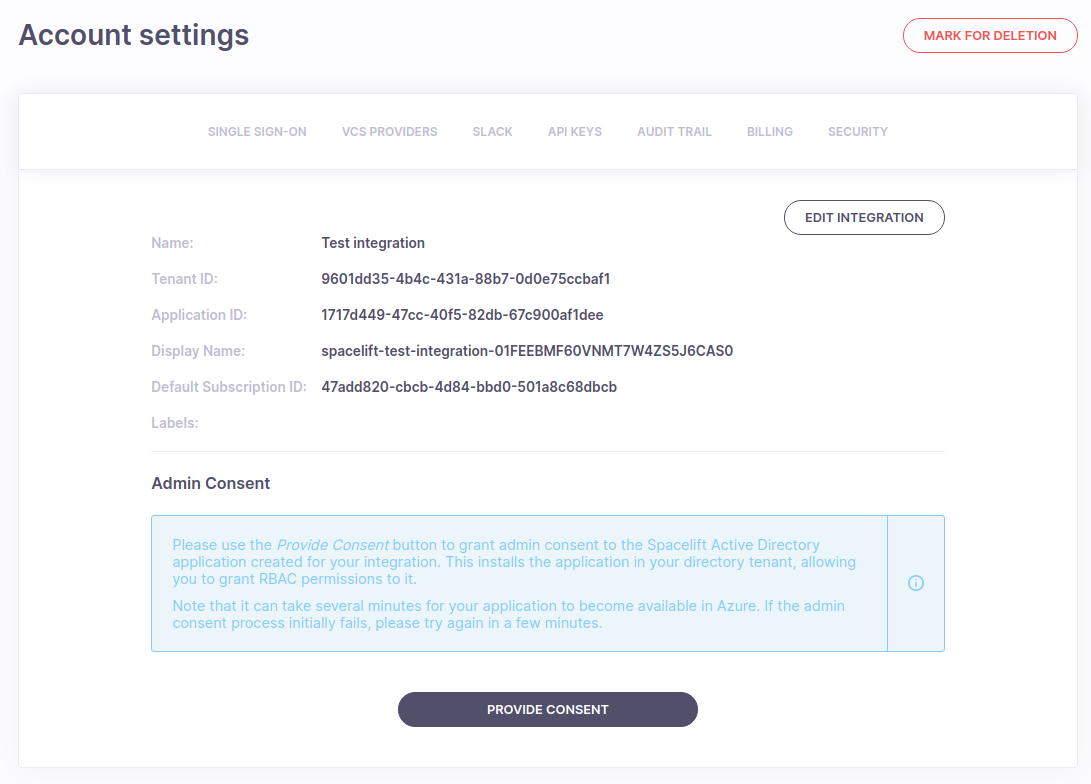 Account settings
MARK FOR DELETION
SINGLE SIGN-ON VCS PROVIDERS SLACK API KEYS AUDIT TRAIL BILLING SECURITY
EDIT INTEGRATION
Name: Test integration
Tenant ID: 9601dd35-4b4c-431a-88b7-0d0e75ccbaf1
Application ID: 1717d449-47cc-40f5-82db-67c900af1dee
Display Name: spacelift-test-integration-01FEEBMF60VNMT7W4ZS5J6CAS0
Default Subscription ID: 47add820-cbcb-4d84-bbd0-501a8c68dbcb
Labels:
Admin Consent
Please use the Provide Consent button to grant admin consent to the Spacelift Active Directory
application created for your integration. This installs the application in your directory tenant, allowing
you to grant RBAC permissions to it.
Note that it can take several minutes for your application to become available in Azure. If the admin
consent process initially fails, please try again in a few minutes.
PROVIDE CONSENT